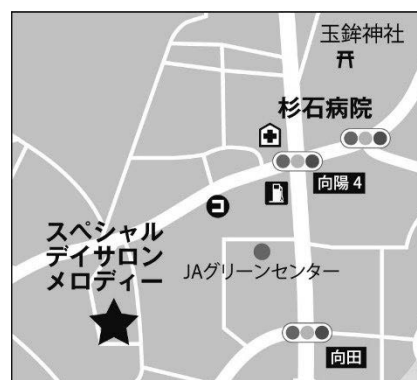 玉鉾神社
杉石病院
向陽 4
スペシャル
デイサロン
メロディー
JAグリーンセンター
向田